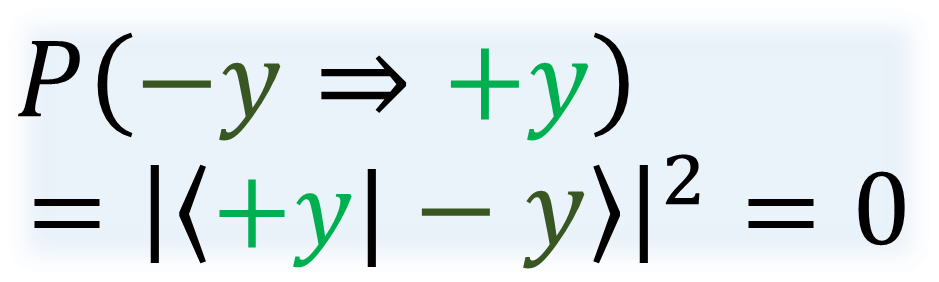 P(−y ⇒ +y)
= |⟨+y| − y⟩|² = 0